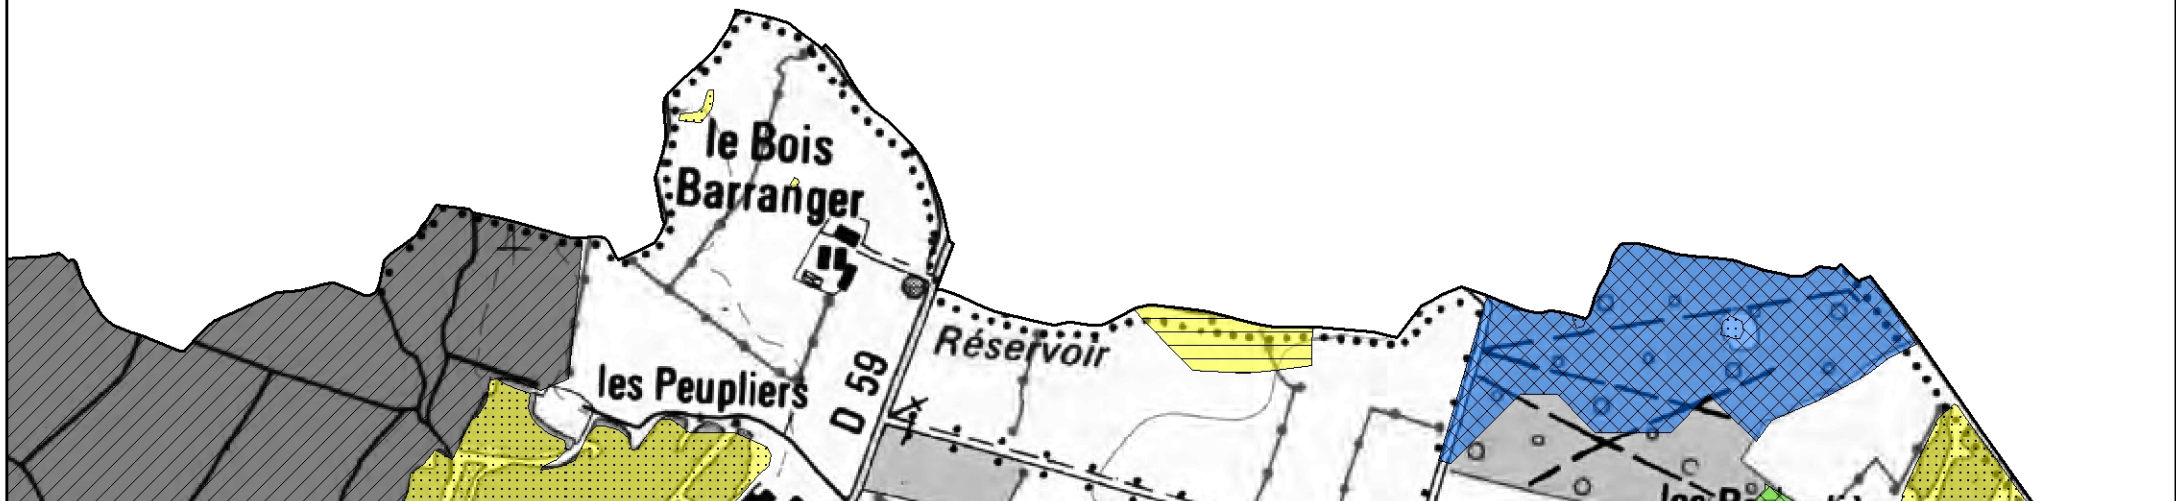 le Bois
Barranger
Réservoir
les Peupliers
D 59